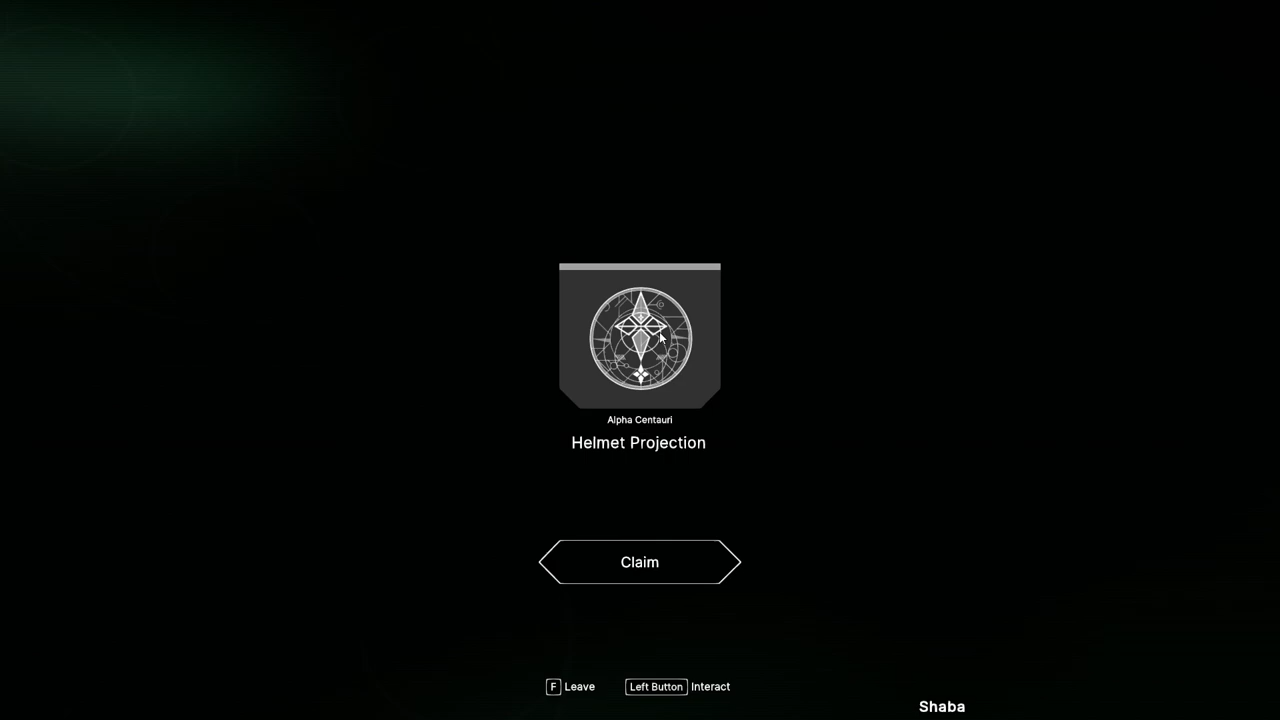 Alpha Centauri
Helmet Projection
Claim
F Leave Left Button Interact
Shaba